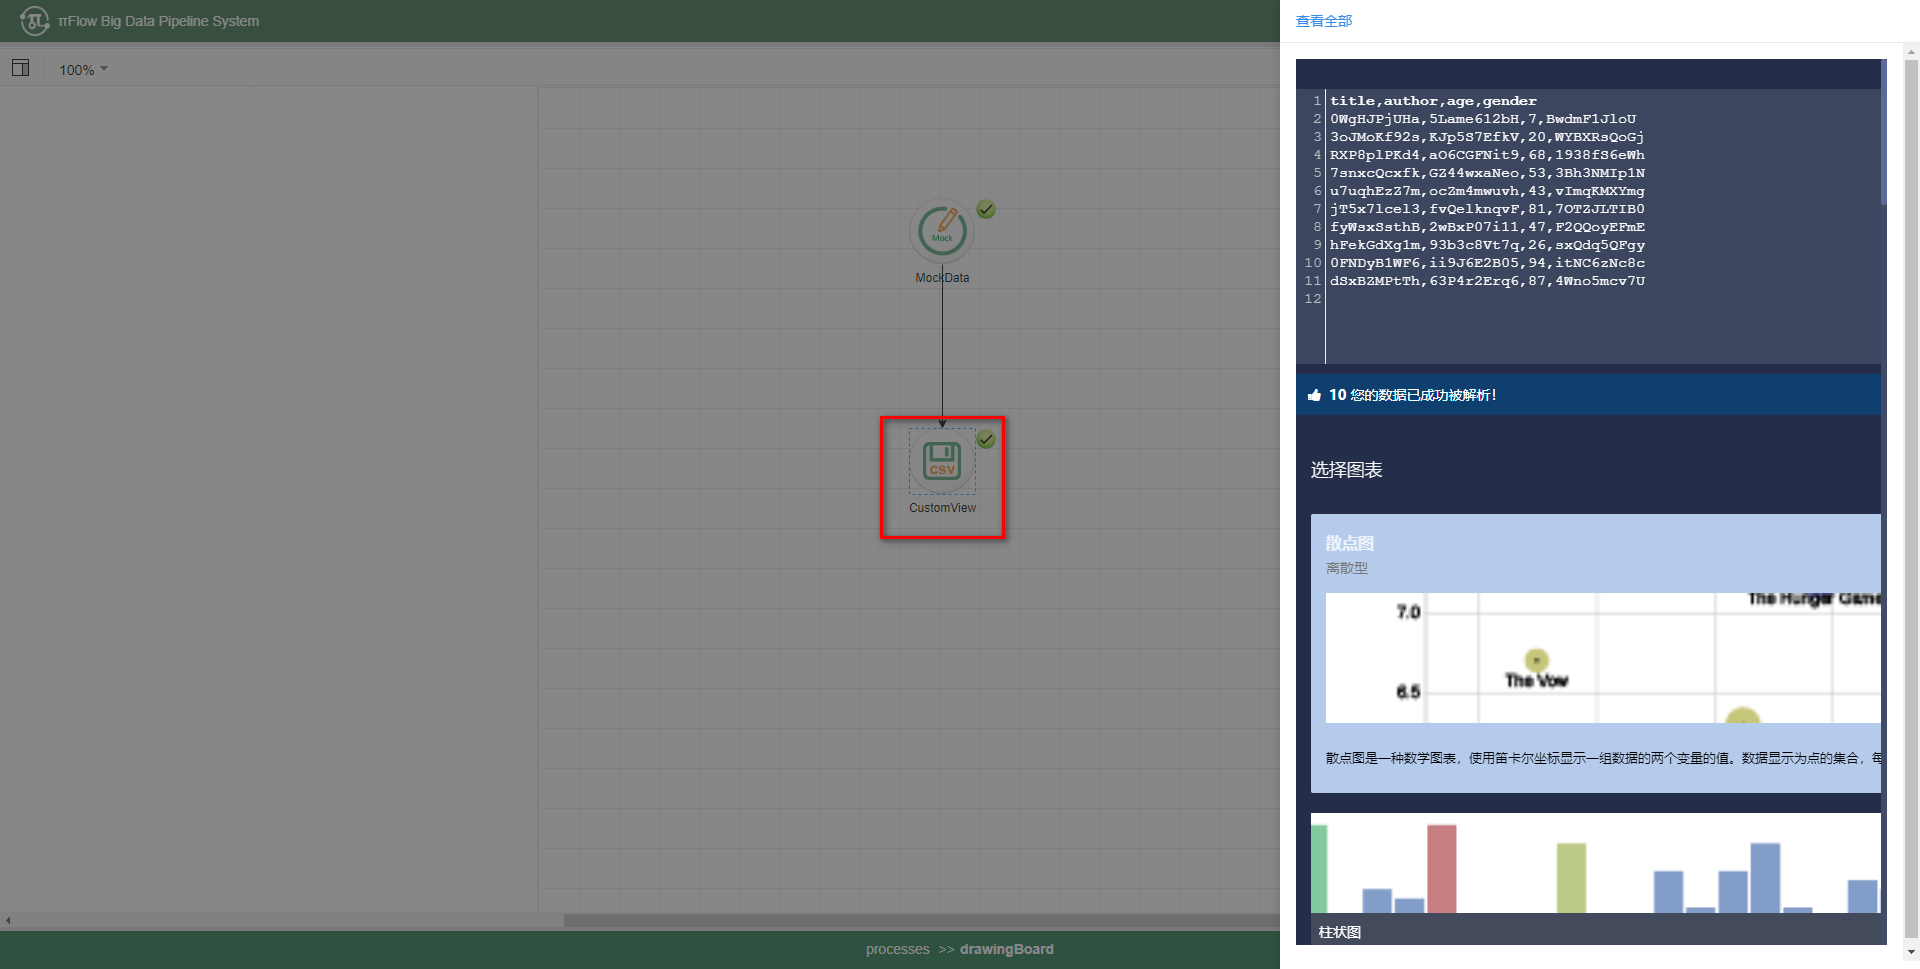 πFlow Big Data Pipeline System
100%
Mock
MockData
CSV
CustomView
processes >> drawingBoard
查看全部
1 title,author,age,gender
2 0WgHJPjUHa,5Lame612bH,7,BwdmF1JloU
3 3oJMoKf92s,KJp5S7EfkV,20,WYBXRsQoGj
4 RXP8plPKd4,aO6CGFNit9,68,1938fS6eWh
5 7snxcQcxfk,GZ44wxaNeo,53,3Bh3NMIp1N
6 u7uqhEzZ7m,ocZm4mwuvh,43,vImqKMXYmg
7 jT5x7lcel3,fvQelknqvF,81,7OTZJLTIB0
8 fyWsxSsthB,2wBxP07i11,47,F2QQoyEFmE
9 hFekGdXg1m,93b3c8Vt7q,26,sxQdq5QFgy
10 0FNDyB1WF6,ii9J6E2B05,94,itNC6zNc8c
11 dSxBZMPtTh,63P4r2Erq6,87,4Wno5mcv7U
12
10 您的数据已成功被解析！
选择图表
散点图
离散型
The Hunger Game
7.0
The Vow
6.5
散点图是一种数学图表，使用笛卡尔坐标显示一组数据的两个变量的值。数据显示为点的集合，每
柱状图